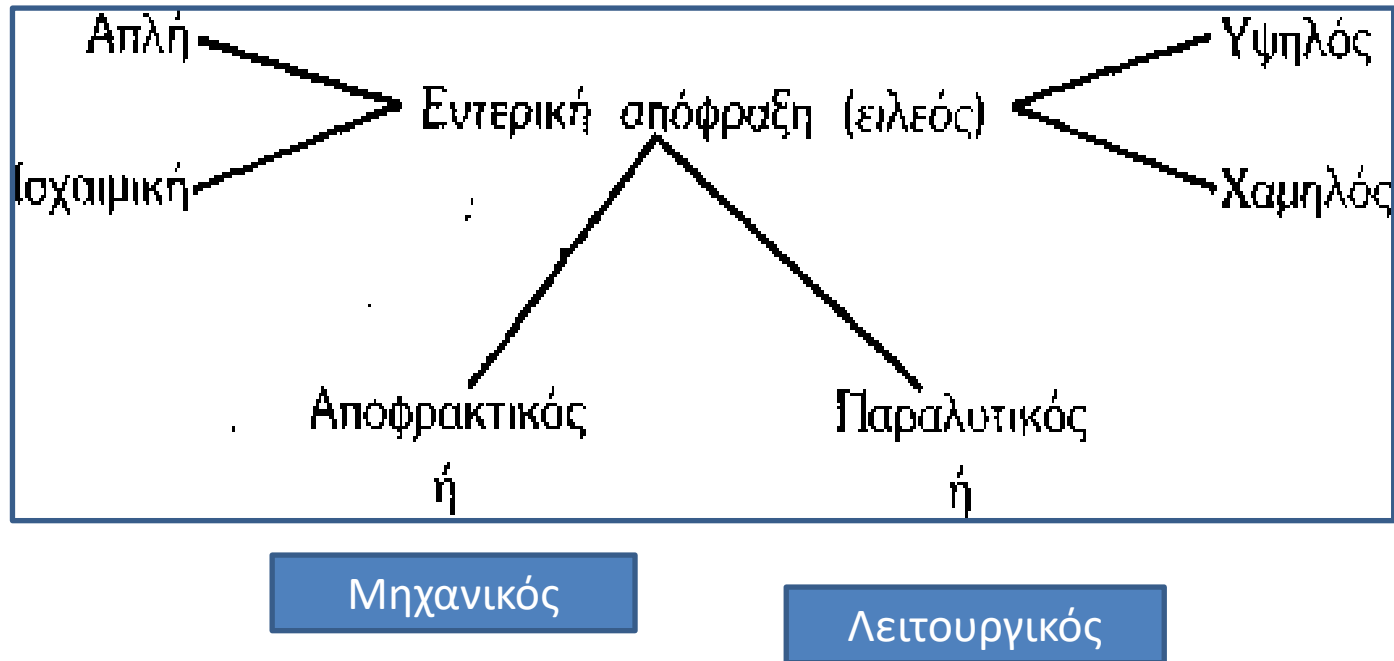 Απλή
Υψηλός
Εντερική απόφραξη (ειλεός)
Ισχαιμική
Χαμηλός
Αποφρακτικός
Παραλυτικός
ή
ή
Μηχανικός
Λειτουργικός